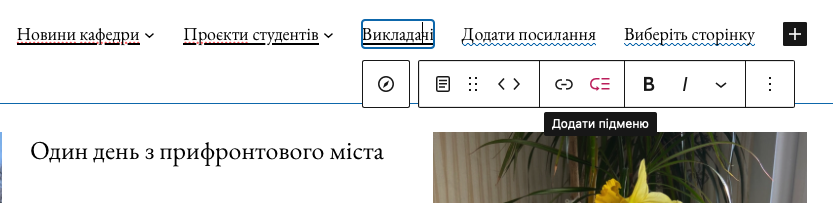 Новини кафедри Проєкти студентів Викладачі Додати посилання Виберіть сторінку
B I
Додати підменю
Один день з прифронтового міста